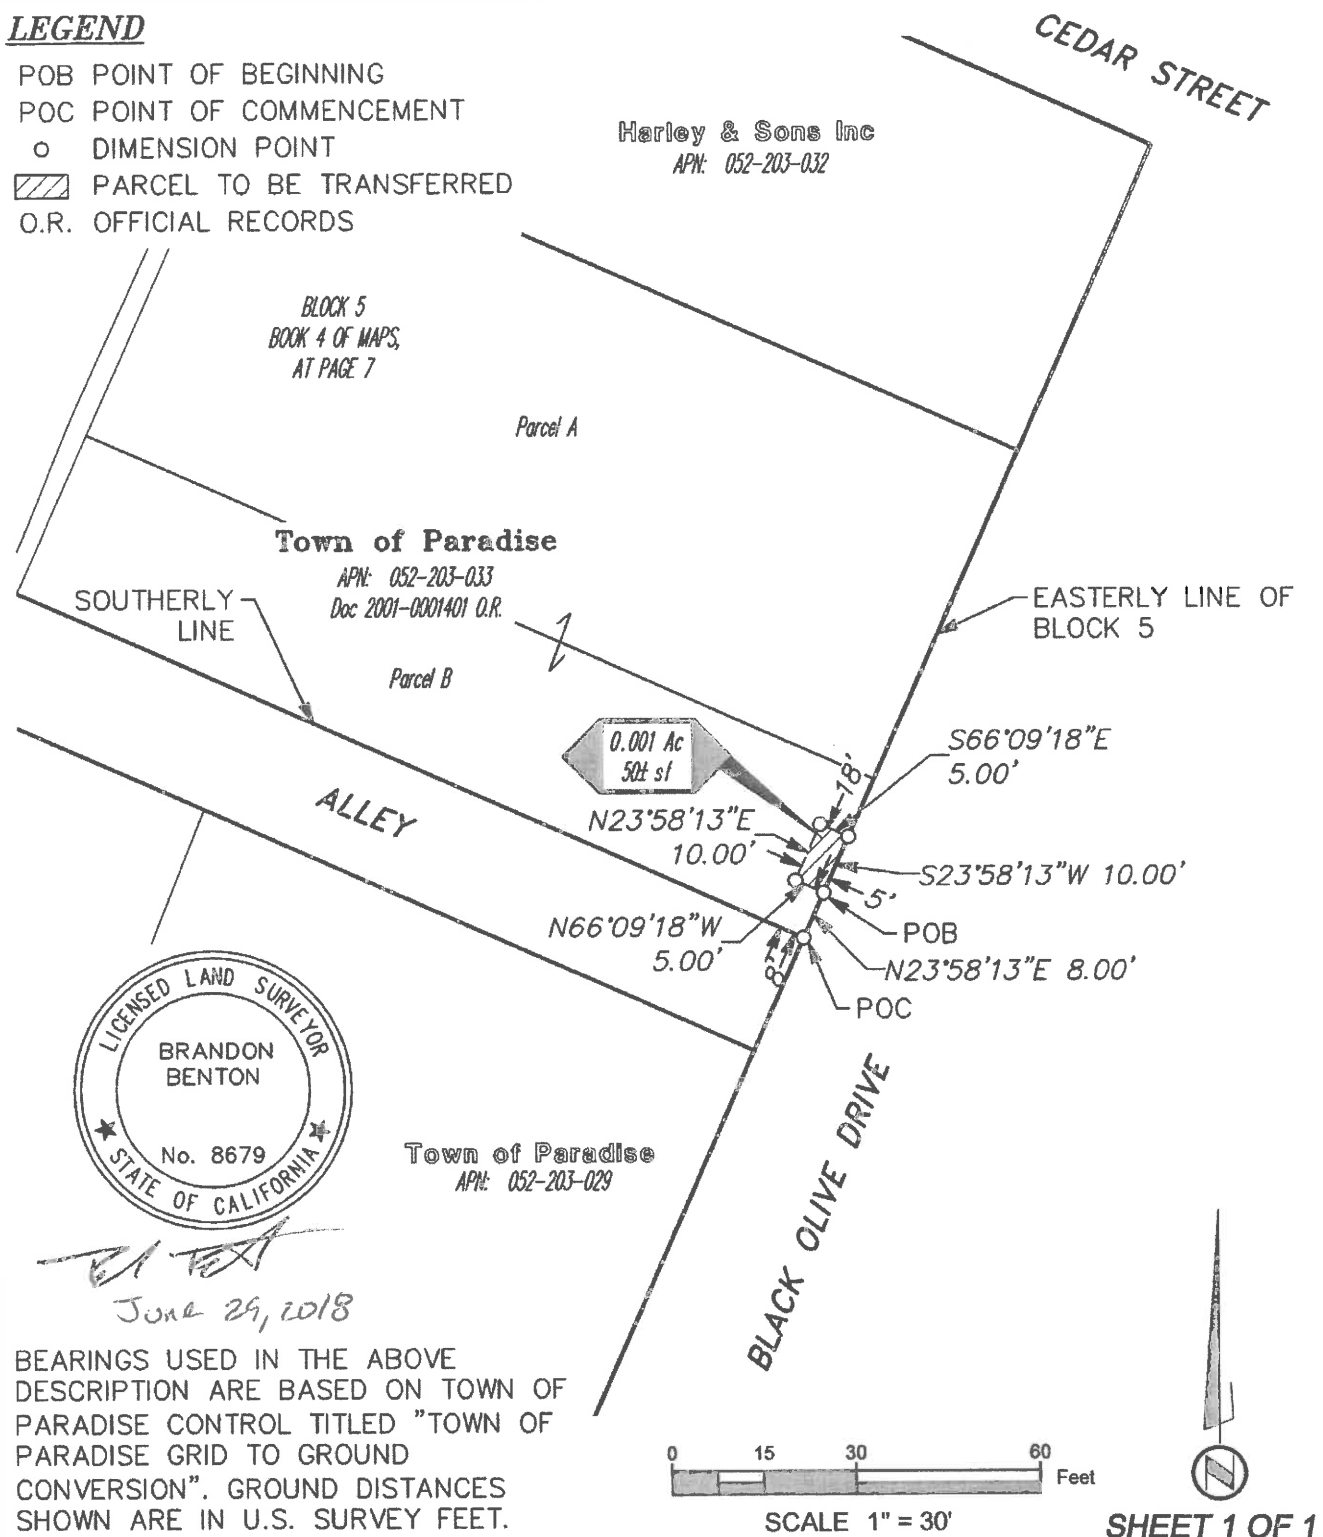 LEGEND
POB POINT OF BEGINNING
POC POINT OF COMMENCEMENT
DIMENSION POINT
PARCEL TO BE TRANSFERRED
O.R. OFFICIAL RECORDS
CEDAR STREET
Harley & Sons Inc
APN: 052-203-032
BLOCK 5
BOOK 4 OF MAPS,
AT PAGE 7
Parcel A
Town of Paradise
APN: 052-203-033
Doc 2001-0001401 O.R.
SOUTHERLY
LINE
EASTERLY LINE OF
BLOCK 5
Parcel B
0.001 Ac
50± sf
18'
S66°09'18"E
5.00'
ALLEY
N23°58'13"E
10.00'
S23°58'13"W 10.00'
5'
N66°09'18"W
5.00'
POB
8'
N23°58'13"E 8.00'
POC
LICENSED LAND SURVEYOR
BRANDON
BENTON
No. 8679
STATE OF CALIFORNIA
BLACK OLIVE DRIVE
Town of Paradise
APN: 052-203-029
June 29, 2018
BEARINGS USED IN THE ABOVE
DESCRIPTION ARE BASED ON TOWN OF
PARADISE CONTROL TITLED "TOWN OF
PARADISE GRID TO GROUND
CONVERSION". GROUND DISTANCES
SHOWN ARE IN U.S. SURVEY FEET.
0 15 30 60
Feet
SCALE 1" = 30'
N
SHEET 1 OF 1